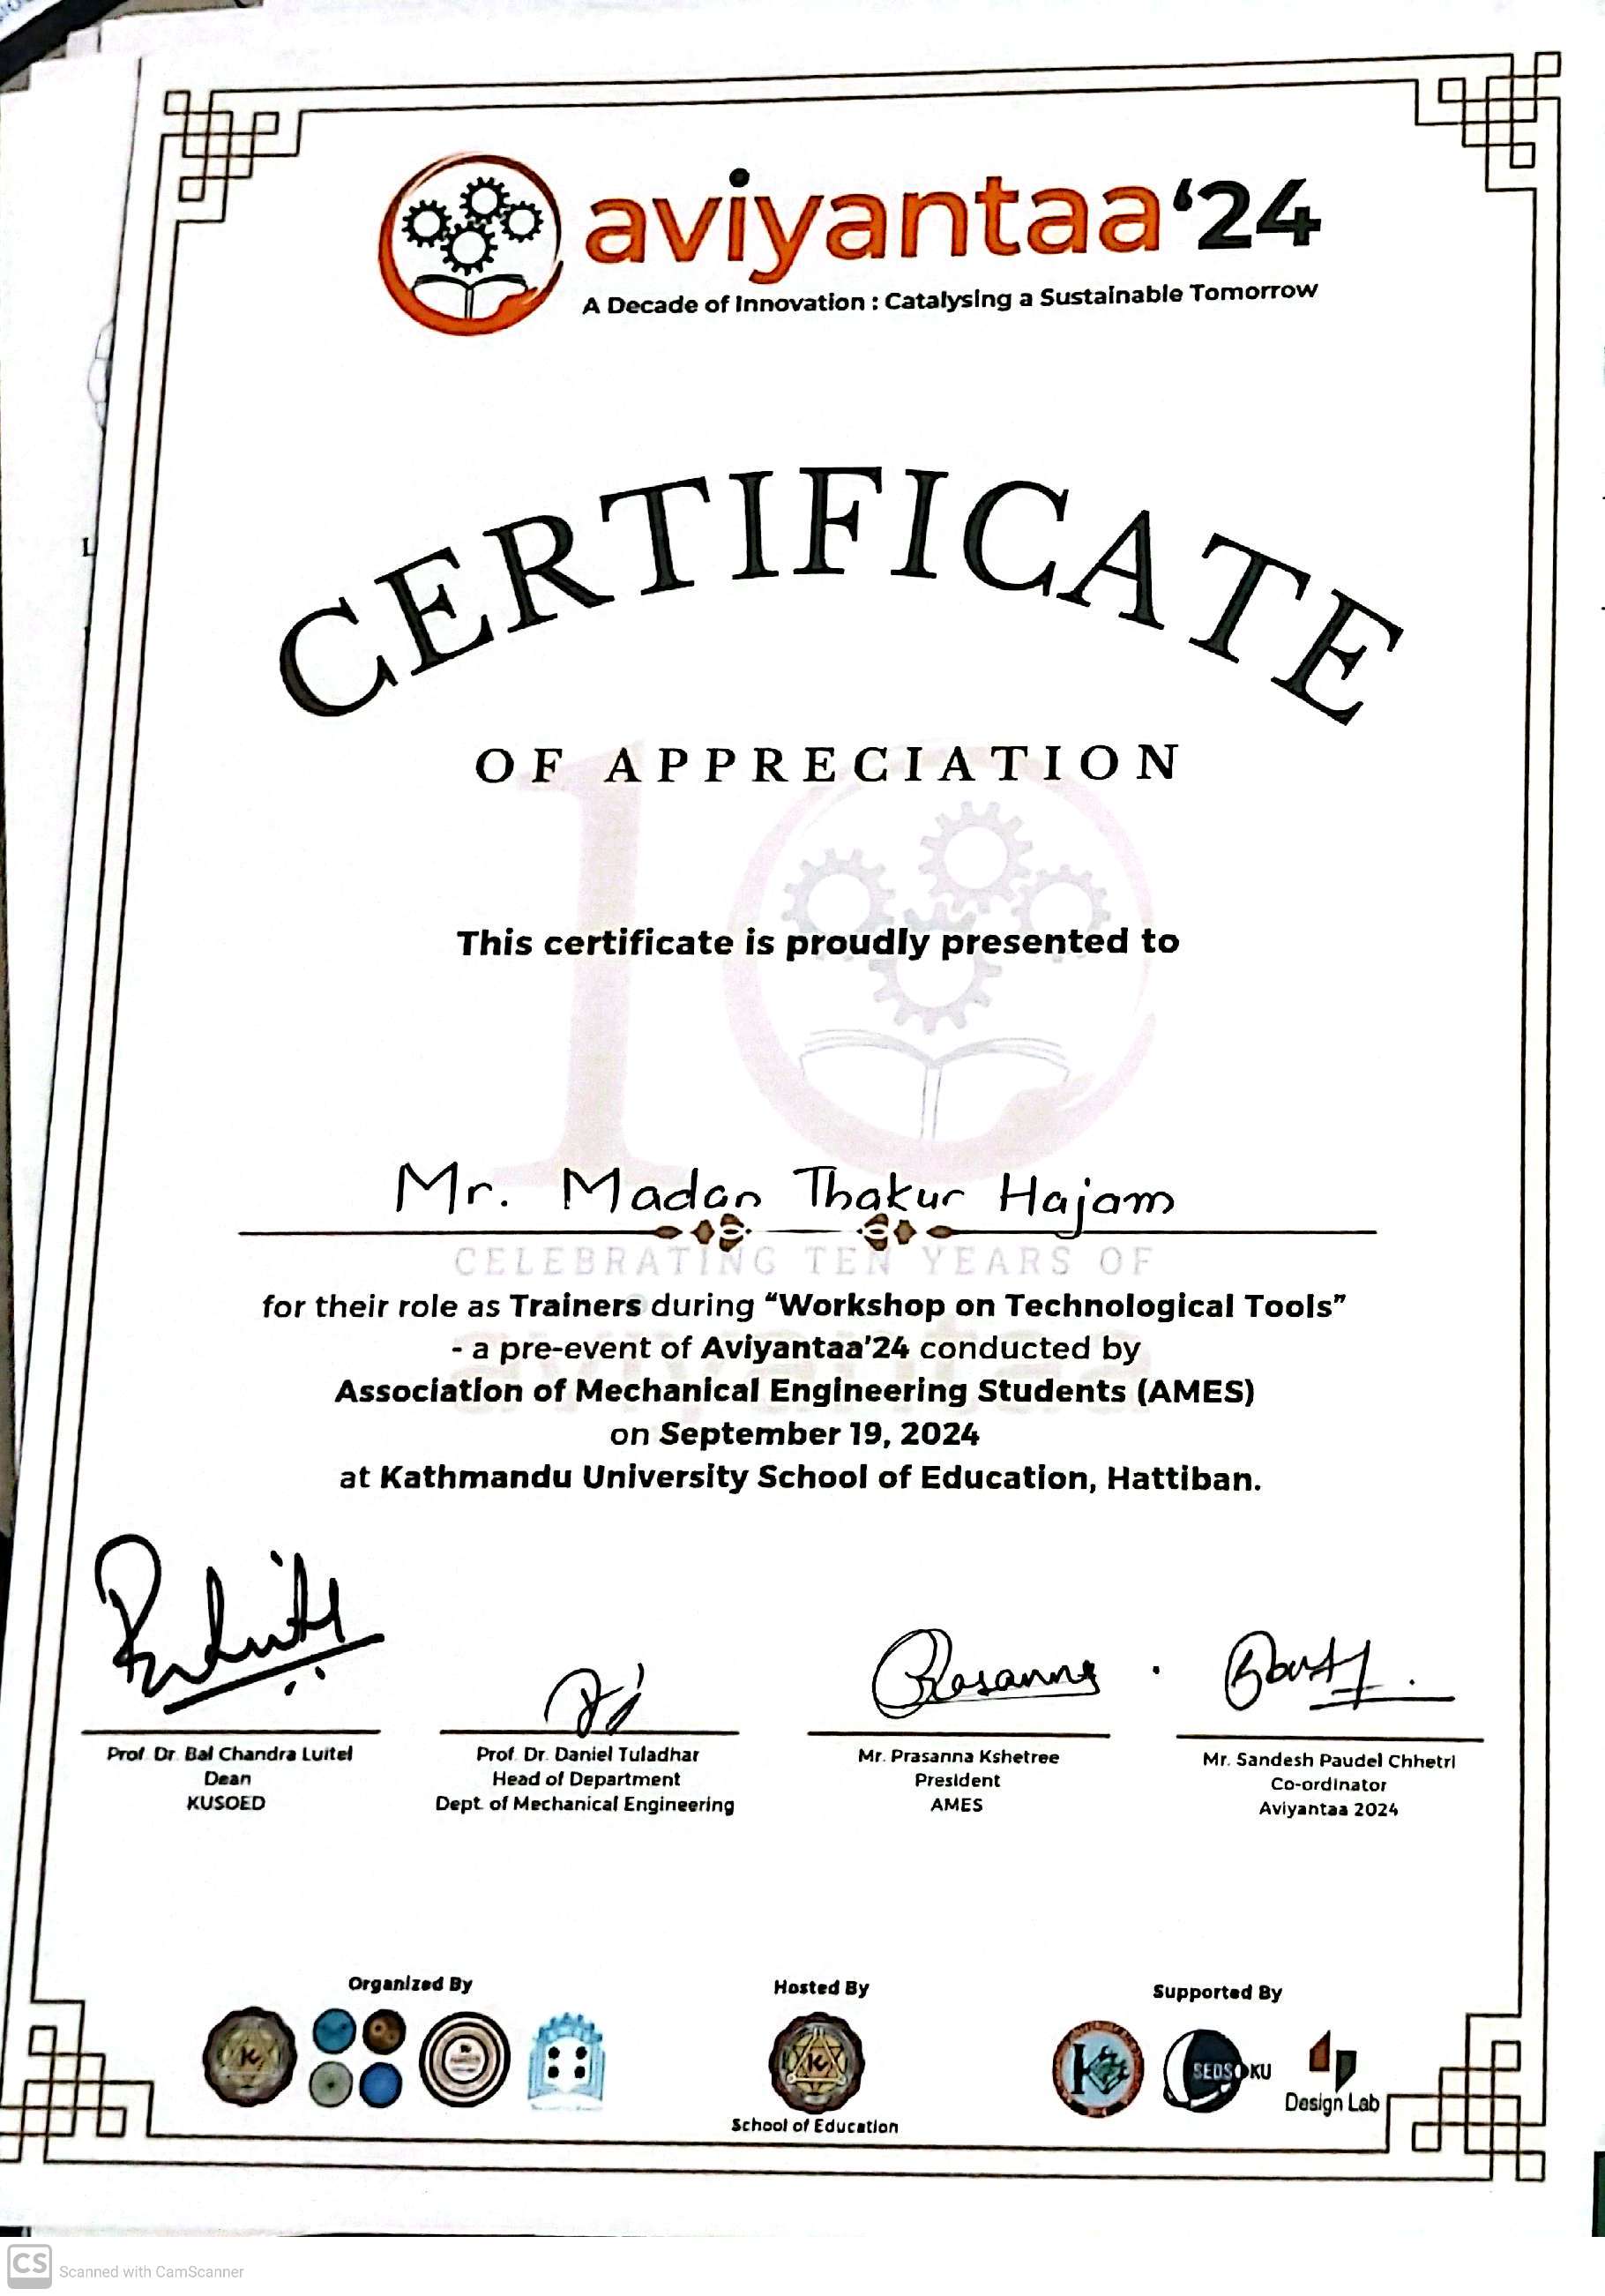 aviyantaa‘24
A Decade of Innovation : Catalysing a Sustainable Tomorrow
CERTIFICATE
OF APPRECIATION
This certificate is proudly presented to
Mr. Madan Thakur Hajam
CELEBRATING TEN YEARS OF
aviyantaa
for their role as Trainers during “Workshop on Technological Tools”
- a pre-event of Aviyantaa’24 conducted by
Association of Mechanical Engineering Students (AMES)
on September 19, 2024
at Kathmandu University School of Education, Hattiban.
Prof. Dr. Bal Chandra Luitel
Dean
KUSOED
Prof. Dr. Daniel Tuladhar
Head of Department
Dept. of Mechanical Engineering
Prasanna
Mr. Prasanna Kshetree
President
AMES
Mr. Sandesh Paudel Chhetri
Co-ordinator
Aviyantaa 2024
Organized By
Hosted By
School of Education
Supported By
SEDS KU
Design Lab
CS Scanned with CamScanner